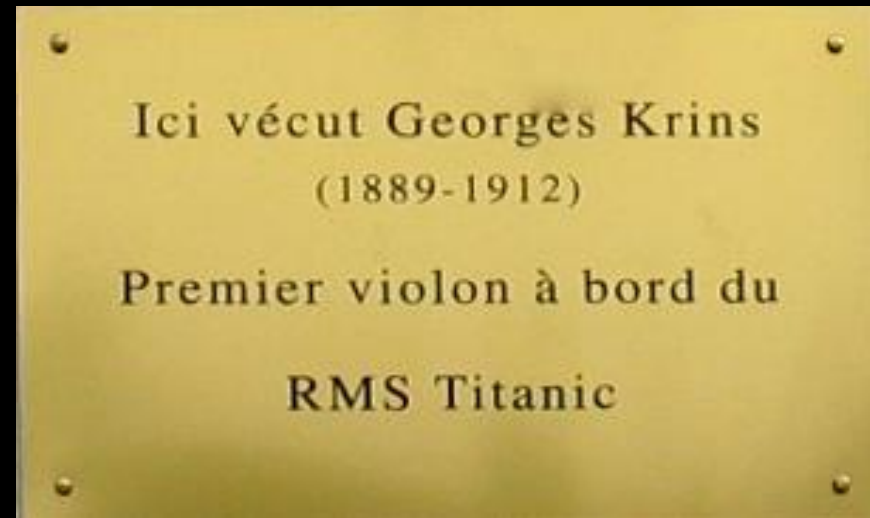 Ici vécut Georges Krins
(1889-1912)
Premier violon à bord du
RMS Titanic